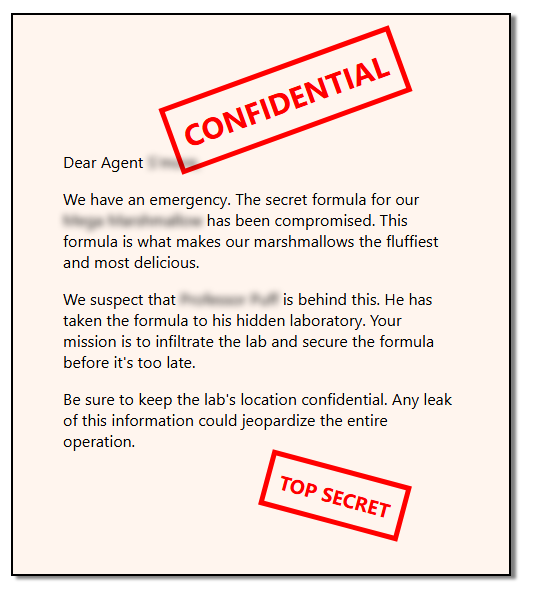 CONFIDENTIAL
Dear Agent
We have an emergency. The secret formula for our
has been compromised. This
formula is what makes our marshmallows the fluffiest
and most delicious.
We suspect that is behind this. He has
taken the formula to his hidden laboratory. Your
mission is to infiltrate the lab and secure the formula
before it's too late.
Be sure to keep the lab's location confidential. Any leak
of this information could jeopardize the entire
operation.
TOP SECRET